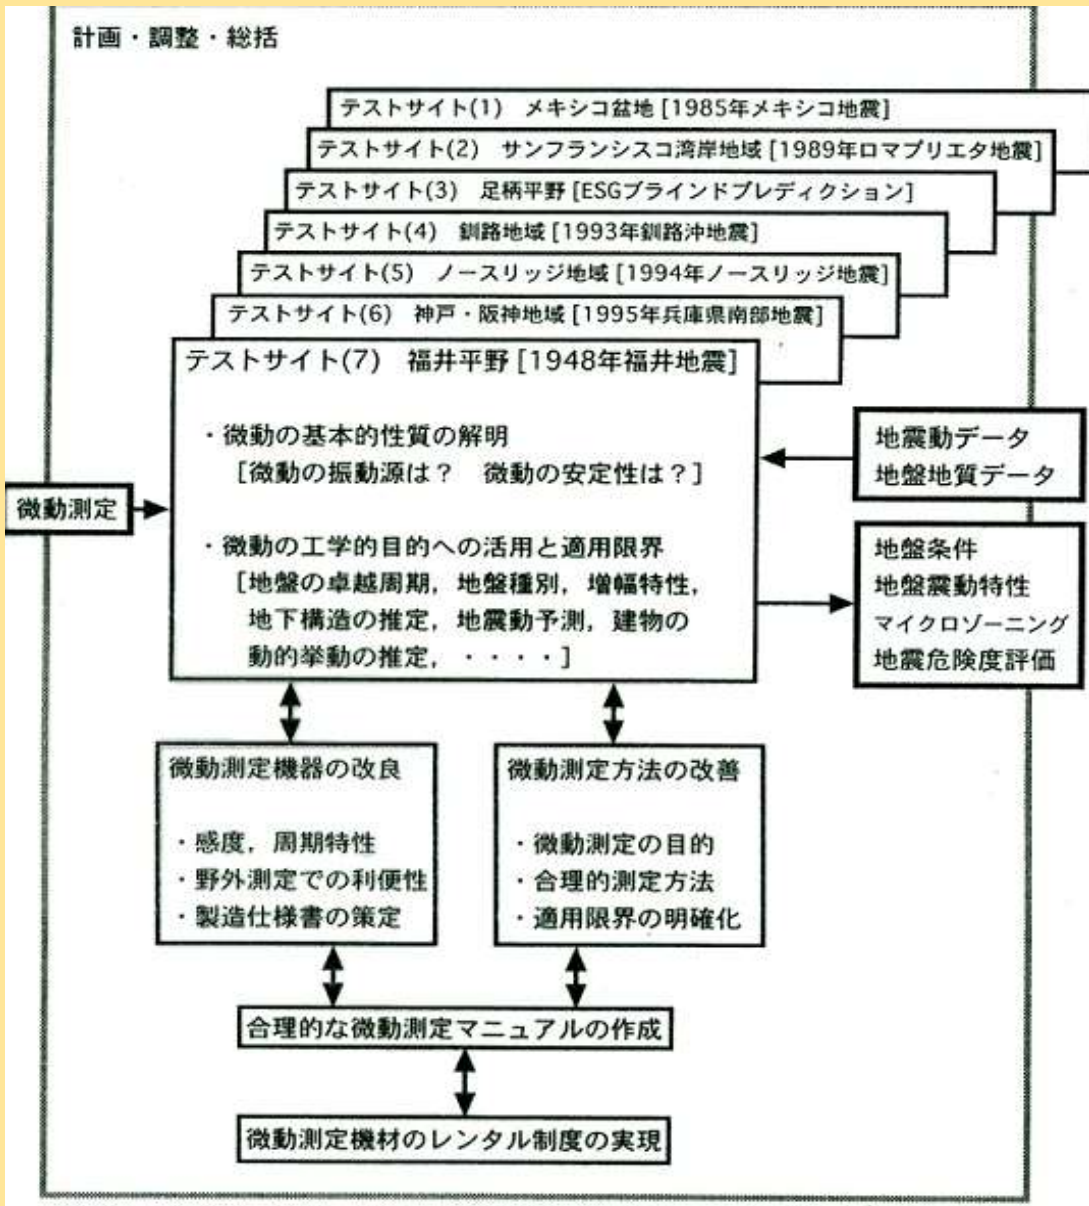 計画・調整・総括
テストサイト(1) メキシコ盆地 [1985年メキシコ地震]
テストサイト(2) サンフランシスコ湾岸地域 [1989年ロマプリエタ地震]
テストサイト(3) 足柄平野 [ESGブラインドプレディクション]
テストサイト(4) 釧路地域 [1993年釧路沖地震]
テストサイト(5) ノースリッジ地域 [1994年ノースリッジ地震]
テストサイト(6) 神戸・阪神地域 [1995年兵庫県南部地震]
テストサイト(7) 福井平野 [1948年福井地震]
・微動の基本的性質の解明
[微動の振動源は？ 微動の安定性は？]
・微動の工学的目的への活用と適用限界
[地盤の卓越周期，地盤種別，増幅特性，
地下構造の推定，地震動予測，建物の
動的挙動の推定，・・・・]
微動測定
地震動データ
地盤地質データ
地盤条件
地盤震動特性
マイクロゾーニング
地震危険度評価
微動測定機器の改良
・感度，周期特性
・野外測定での利便性
・製造仕様書の策定
微動測定方法の改善
・微動測定の目的
・合理的測定方法
・適用限界の明確化
合理的な微動測定マニュアルの作成
微動測定機材のレンタル制度の実現